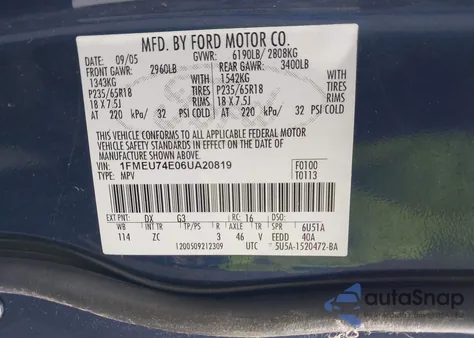 MFD. BY FORD MOTOR CO.
DATE: 09/05 GVWR: 6190LB/ 2808KG
FRONT GAWR: 2960LB REAR GAWR: 3400LB
1343KG WITH 1542KG WITH
P235/65R18 TIRES P235/65R18 TIRES
18 X 7.5J RIMS 18 X 7.5J RIMS
AT 220 kPa/ 32 PSI COLD AT 220 kPa/ 32 PSI COLD
THIS VEHICLE CONFORMS TO ALL APPLICABLE FEDERAL MOTOR
VEHICLE SAFETY AND BUMPER STANDARDS IN EFFECT ON THE DATE OF
MANUFACTURE SHOWN ABOVE.
VIN: 1FMEU74E06UA20819 F0100
TYPE: MPV T0113
EXT PNT: DX G3 RC: 16 DSO:
WB INT TR TP/PS R AXLE TR SPR 6U51A
114 ZC 3 46 V EEDD 40A
1200509212309 UTC 5U5A-1520472-BA
autoSnap